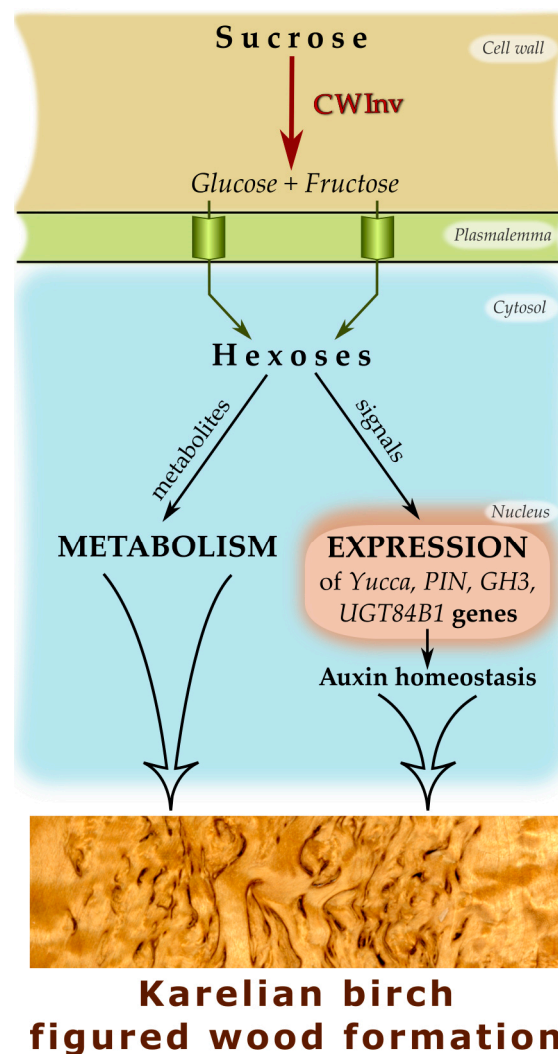 Sucrose
Cell wall
CWInv
Glucose + Fructose
Plasmalemma
Cytosol
Hexoses
metabolites
signals
Nucleus
METABOLISM
EXPRESSION
of Yucca, PIN, GH3,
UGT84B1 genes
Auxin homeostasis
Karelian birch
figured wood formation